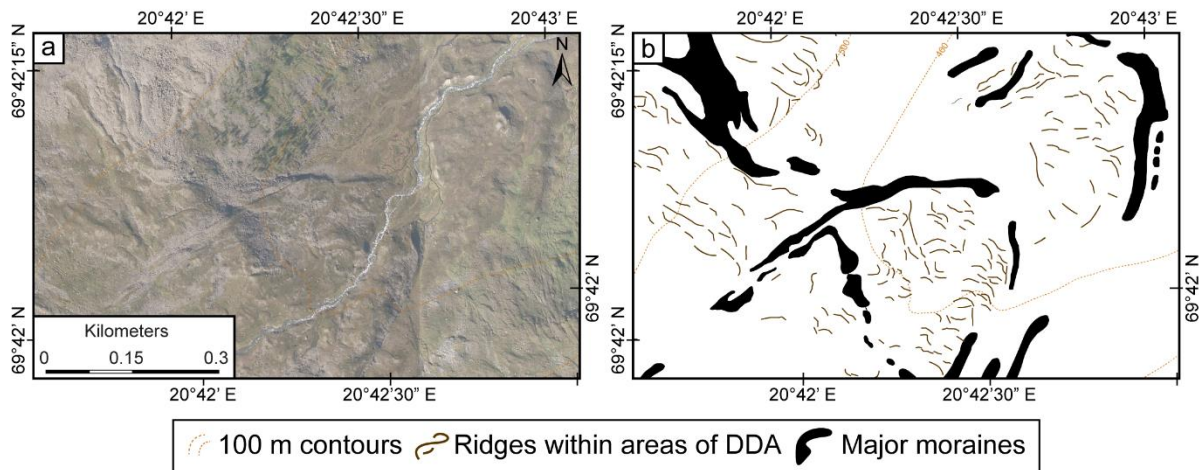 20°42' E
20°42'30" E
20°43' E
20°42' E
20°42'30" E
20°43' E
a
N
b
69°42'15" N
69°42'15" N
500
400
69°42' N
69°42' N
69°42' N
69°42' N
Kilometers
0 0.15 0.3
20°42' E
20°42'30" E
20°42' E
20°42'30" E
100 m contours
Ridges within areas of DDA
Major moraines